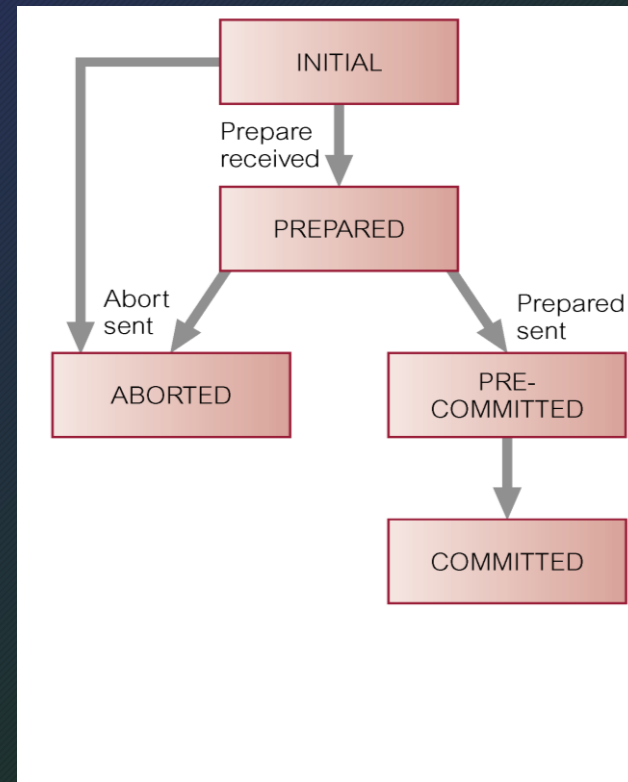 INITIAL
Prepare
received
PREPARED
Abort
sent
Prepared
sent
ABORTED
PRE-
COMMITTED
COMMITTED